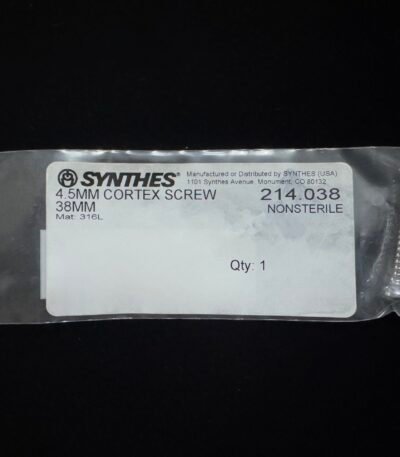 SYNTHES® Manufactured or Distributed by SYNTHES (USA)
1101 Synthes Avenue, Monument, CO 80132
4.5MM CORTEX SCREW 214.038
38MM NONSTERILE
Mat: 316L
Qty: 1